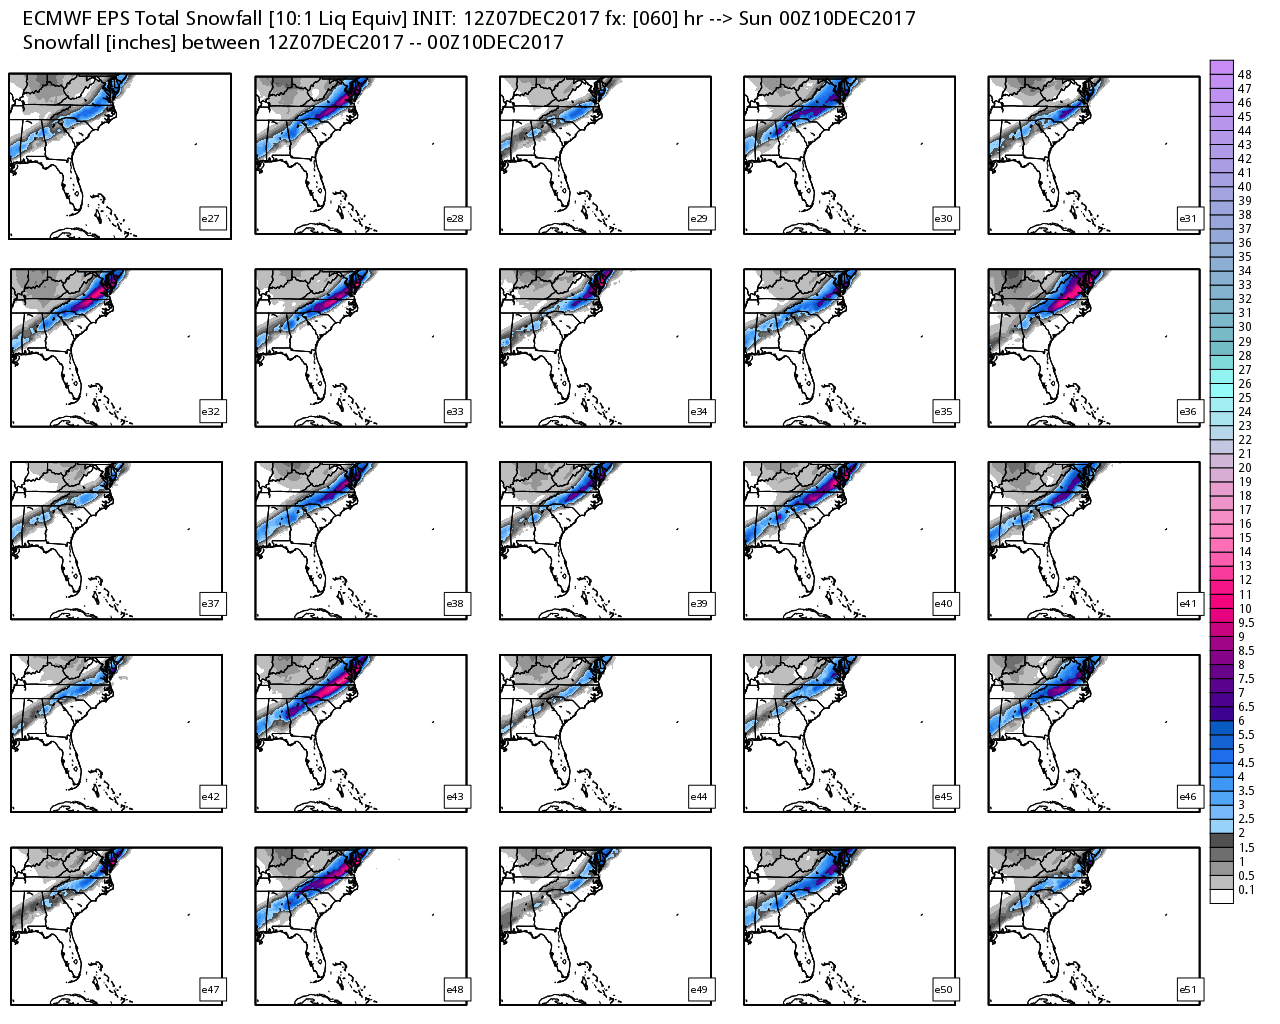 ECMWF EPS Total Snowfall [10:1 Liq Equiv] INIT: 12Z07DEC2017 fx: [060] hr --> Sun 00Z10DEC2017
Snowfall [inches] between 12Z07DEC2017 -- 00Z10DEC2017
e27
e28
e29
e30
e31
e32
e33
e34
e35
e36
e37
e38
e39
e40
e41
e42
e43
e44
e45
e46
e47
e48
e49
e50
e51
48
47
46
45
44
43
42
41
40
39
38
37
36
35
34
33
32
31
30
29
28
27
26
25
24
23
22
21
20
19
18
17
16
15
14
13
12
11
10
9.5
9
8.5
8
7.5
7
6.5
6
5.5
5
4.5
4
3.5
3
2.5
2
1.5
1
0.5
0.1